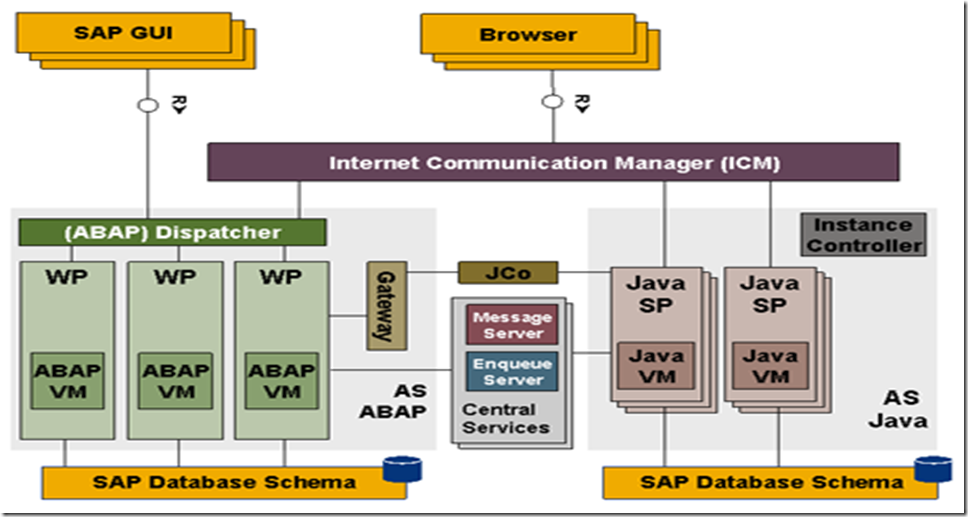 SAP GUI
Browser
R
R
Internet Communication Manager (ICM)
(ABAP) Dispatcher
Instance
Controller
WP
WP
WP
Gateway
JCo
Java
SP
Java
SP
Message
Server
ABAP
VM
ABAP
VM
ABAP
VM
Enqueue
Server
Java
VM
Java
VM
AS
ABAP
Central
Services
AS
Java
SAP Database Schema
SAP Database Schema